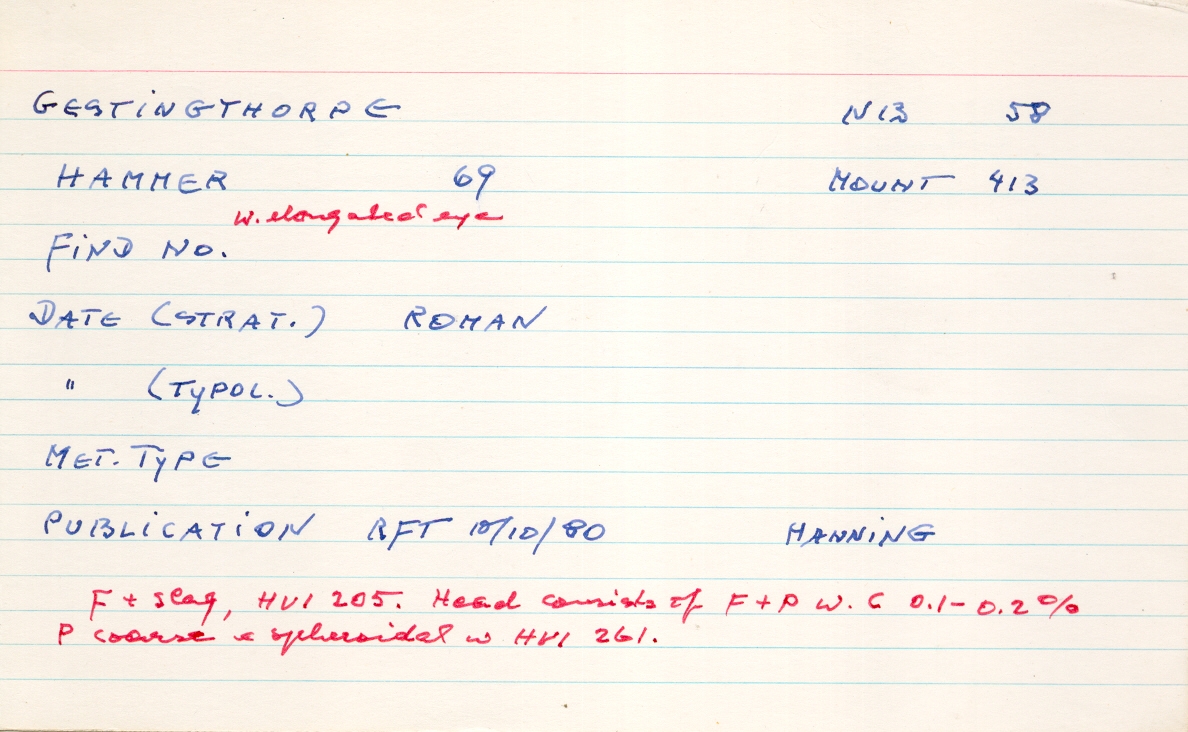 GESTINGTHORPE N13 58
HAMMER 69 MOUNT 413
w. elongated eye
FIND NO.
DATE (STRAT.) ROMAN
" (TYPOL.)
MET. TYPE
PUBLICATION RFT 10/10/80 MANNING
F + slag, HV1 205. Head consists of F+P w. C 0.1-0.2%
P coarse & spheroidal w HV1 261.